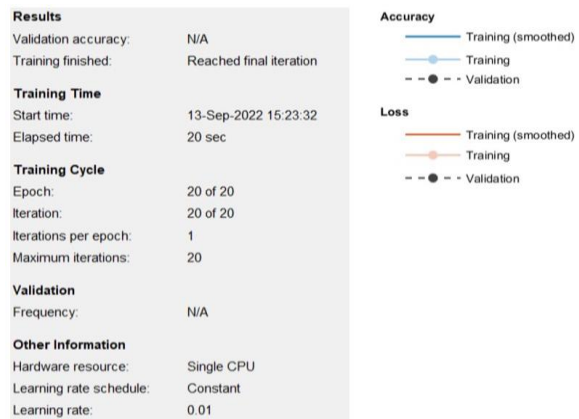 Results
Validation accuracy: N/A
Training finished: Reached final iteration
Training Time
Start time: 13-Sep-2022 15:23:32
Elapsed time: 20 sec
Training Cycle
Epoch: 20 of 20
Iteration: 20 of 20
Iterations per epoch: 1
Maximum iterations: 20
Validation
Frequency: N/A
Other Information
Hardware resource: Single CPU
Learning rate schedule: Constant
Learning rate: 0.01
Accuracy
Training (smoothed)
Training
Validation
Loss
Training (smoothed)
Training
Validation